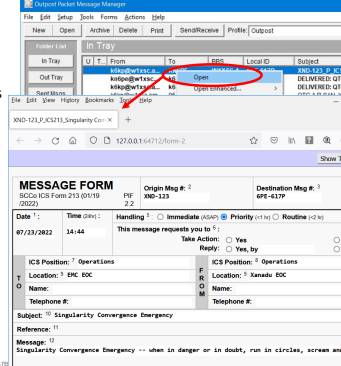 Outpost Packet Message Manager
File Edit Setup Tools Forms Actions Help
New Open Archive Delete Print Send/Receive Profile: Outpost
Folder List In Tray
In Tray U T... From To BBS Local ID Subject
Out Tray k6kp@w1xsc.a... XND-123_P_ICS
k6pe@w1xsc.a... k6 Open DELIVERED: QT
Sent Msgs k6kp@w1xsc.a... k6 Open Enhanced... > DELIVERED: QT
File Edit View History Bookmarks Tools Help
XND-123_P_ICS213_Singularity Con × +
127.0.0.1:64712/form-2
Show T
MESSAGE FORM
SCCo ICS Form 213 (01/19/2022) PIF 2.2
Origin Msg #: 2
XND-123
Destination Msg #: 3
6PE-617P
Date 1: Time (24hr): Handling 5: Immediate (ASAP) Priority (<1 hr) Routine (<2 hr)
07/23/2022 14:44 This message requests you to 6:
Take Action: Yes
Reply: Yes, by
TO
ICS Position: 7 Operations
Location: 9 EMC EOC
Name:
Telephone #:
FROM
ICS Position: 8 Operations
Location: 9 Xanadu EOC
Name:
Telephone #:
Subject: 10 Singularity Convergence Emergency
Reference: 11
Message: 12
Singularity Convergence Emergency -- when in danger or in doubt, run in circles, scream and